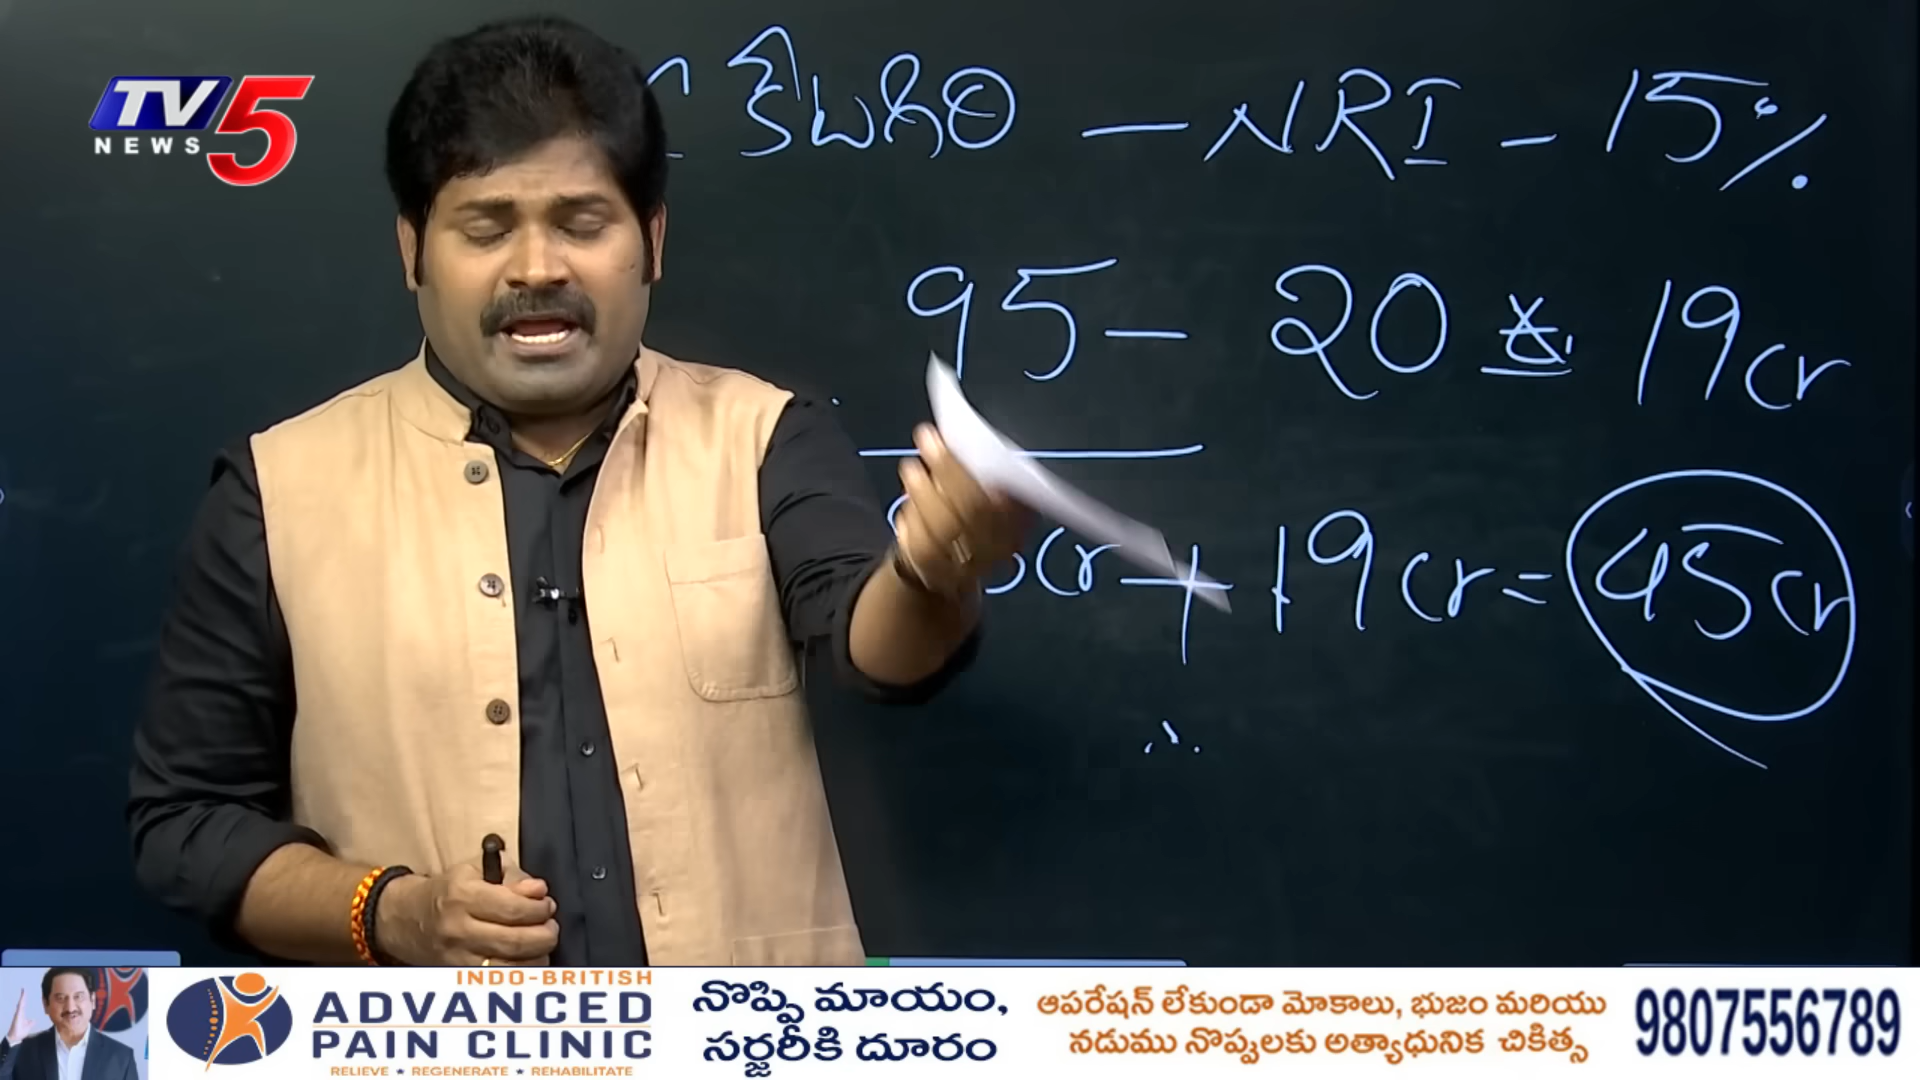 TV5
NEWS
కేటగిరి — NRI - 15%
95 - 20 19cr
cr + 19cr = 45cr
INDO-BRITISH
ADVANCED
PAIN CLINIC
RELIEVE ★ REGENERATE ★ REHABILITATE
నొప్పి మాయం,
సర్జరీకి దూరం
ఆపరేషన్ లేకుండా మోకాలు, భుజం మరియు
నడుము నొప్పులకు అత్యాధునిక చికిత్స
9807556789